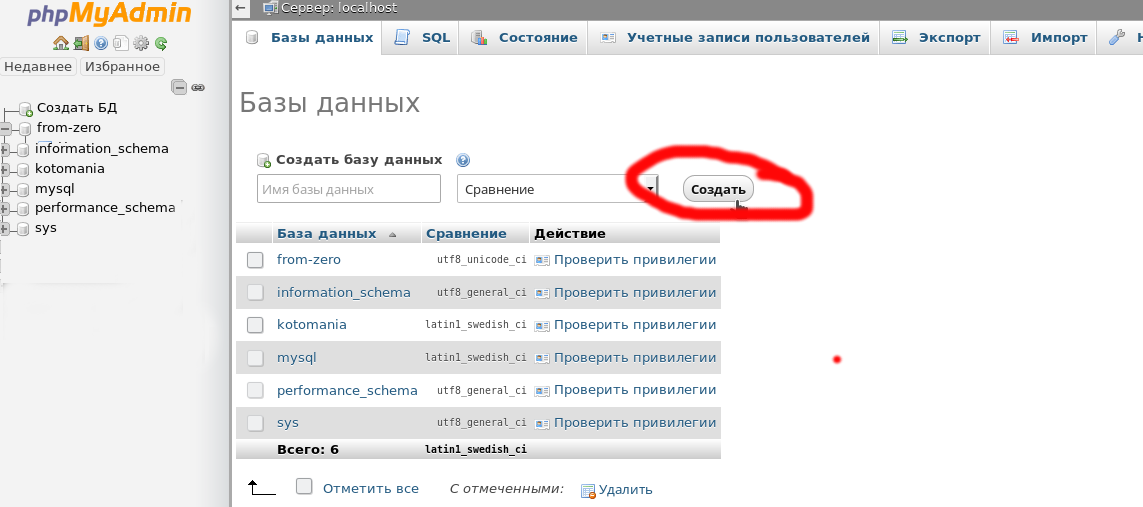 phpMyAdmin
Недавнее Избранное
Создать БД
from-zero
information_schema
kotomania
mysql
performance_schema
sys
Сервер: localhost
Базы данных SQL Состояние Учетные записи пользователей Экспорт Импорт
Базы данных
Создать базу данных
Имя базы данных Сравнение Создать
База данных Сравнение Действие
from-zero utf8_unicode_ci Проверить привилегии
information_schema utf8_general_ci Проверить привилегии
kotomania latin1_swedish_ci Проверить привилегии
mysql latin1_swedish_ci Проверить привилегии
performance_schema utf8_general_ci Проверить привилегии
sys utf8_general_ci Проверить привилегии
Всего: 6 latin1_swedish_ci
Отметить все С отмеченными: Удалить